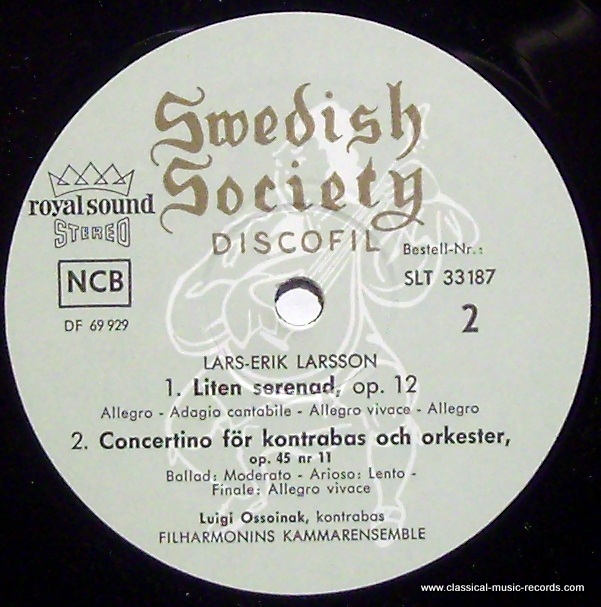 Swedish
Society
DISCOFIL
royal sound
STEREO
NCB
DF 69 929
Bestell-Nr.:
SLT 33187
2
LARS-ERIK LARSSON
1. Liten serenad, op. 12
Allegro - Adagio cantabile - Allegro vivace - Allegro
2. Concertino för kontrabas och orkester,
op. 45 nr 11
Ballad: Moderato - Arioso: Lento -
Finale: Allegro vivace
Luigi Ossoinak, kontrabas
FILHARMONINS KAMMARENSEMBLE
www.classical-music-records.com